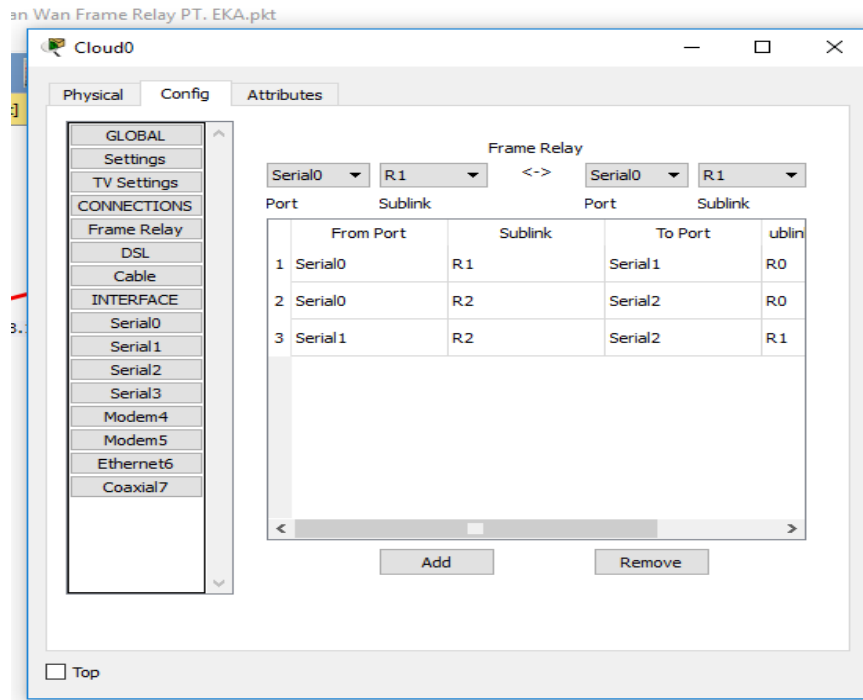 an Wan Frame Relay PT. EKA.pkt
Cloud0
Physical Config Attributes
GLOBAL
Settings
TV Settings
CONNECTIONS
Frame Relay
DSL
Cable
INTERFACE
Serial0
Serial1
Serial2
Serial3
Modem4
Modem5
Ethernet6
Coaxial7
Frame Relay
Serial0 R1 <-> Serial0 R1
Port Sublink Port Sublink
From Port Sublink To Port ublin
1 Serial0 R1 Serial1 R0
2 Serial0 R2 Serial2 R0
3 Serial1 R2 Serial2 R1
Add Remove
Top